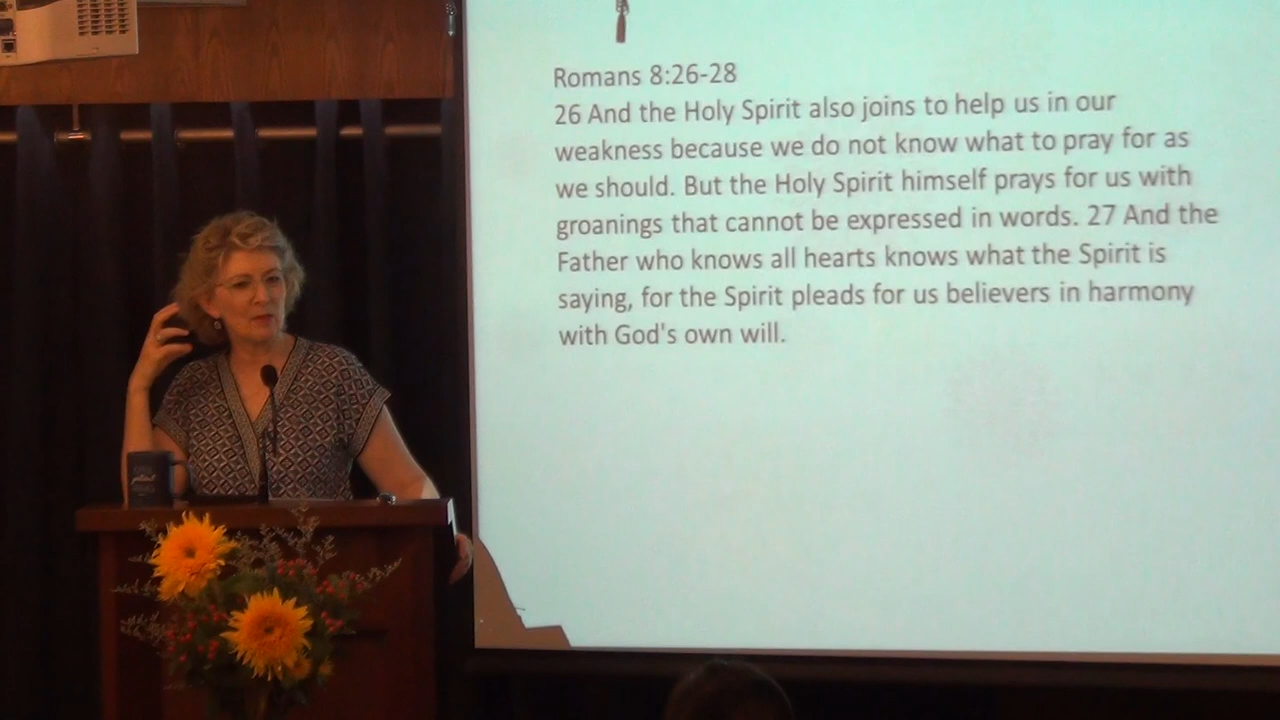 Romans 8:26-28
26 And the Holy Spirit also joins to help us in our
weakness because we do not know what to pray for as
we should. But the Holy Spirit himself prays for us with
groanings that cannot be expressed in words. 27 And the
Father who knows all hearts knows what the Spirit is
saying, for the Spirit pleads for us believers in harmony
with God's own will.